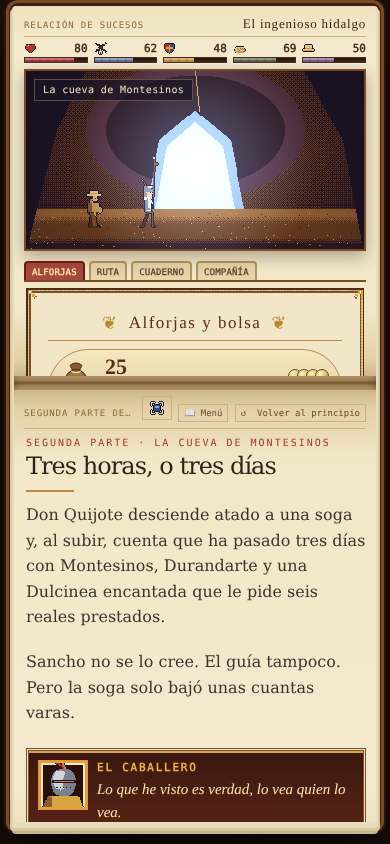 RELACIÓN DE SUCESOS
El ingenioso hidalgo
80
62
48
69
50
La cueva de Montesinos
ALFORJAS
RUTA
CUADERNO
COMPAÑÍA
Alforjas y bolsa
25
SEGUNDA PARTE DE…
Menú
↺ Volver al principio
SEGUNDA PARTE · LA CUEVA DE MONTESINOS
Tres horas, o tres días
Don Quijote desciende atado a una soga
y, al subir, cuenta que ha pasado tres días
con Montesinos, Durandarte y una
Dulcinea encantada que le pide seis
reales prestados.
Sancho no se lo cree. El guía tampoco.
Pero la soga solo bajó unas cuantas
varas.
EL CABALLERO
Lo que he visto es verdad, lo vea quien lo
vea.